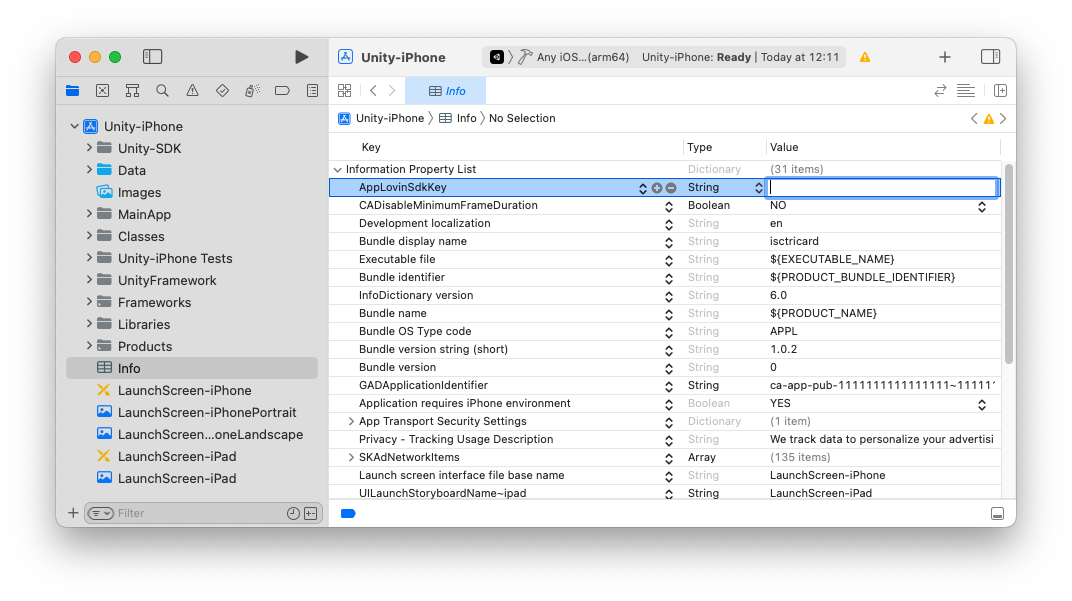 Unity-iPhone
Any iOS...(arm64)
Unity-iPhone: Ready | Today at 12:11
Info
Unity-iPhone
Info
No Selection
Unity-iPhone
Unity-SDK
Data
Images
MainApp
Classes
Unity-iPhone Tests
UnityFramework
Frameworks
Libraries
Products
Info
LaunchScreen-iPhone
LaunchScreen-iPhonePortrait
LaunchScreen...oneLandscape
LaunchScreen-iPad
LaunchScreen-iPad
Filter
Key Type Value
Information Property List Dictionary (31 items)
AppLovinSdkKey String
CADisableMinimumFrameDuration Boolean NO
Development localization String en
Bundle display name String isctricard
Executable file String ${EXECUTABLE_NAME}
Bundle identifier String ${PRODUCT_BUNDLE_IDENTIFIER}
InfoDictionary version String 6.0
Bundle name String ${PRODUCT_NAME}
Bundle OS Type code String APPL
Bundle version string (short) String 1.0.2
Bundle version String 0
GADApplicationIdentifier String ca-app-pub-1111111111111111~11111
Application requires iPhone environment Boolean YES
App Transport Security Settings Dictionary (1 item)
Privacy - Tracking Usage Description String We track data to personalize your advertisi
SKAdNetworkItems Array (135 items)
Launch screen interface file base name String LaunchScreen-iPhone
UILaunchStoryboardName~ipad String LaunchScreen-iPad